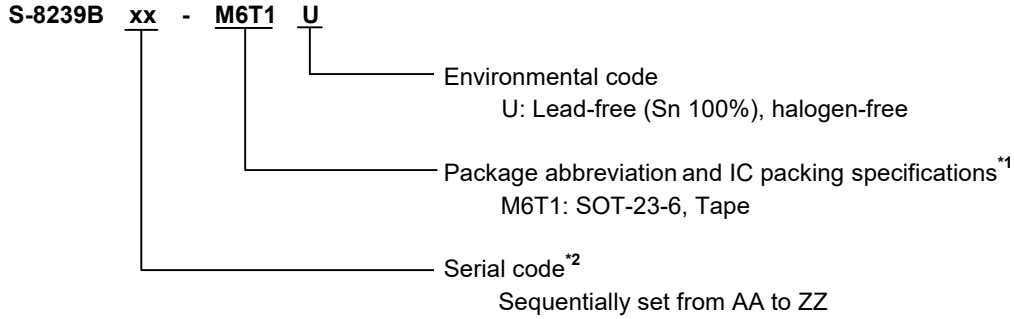 S-8239B xx - M6T1 U
Environmental code
U: Lead-free (Sn 100%), halogen-free
Package abbreviation and IC packing specifications*1
M6T1: SOT-23-6, Tape
Serial code*2
Sequentially set from AA to ZZ